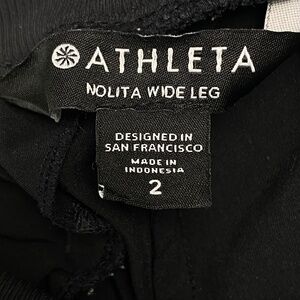 ATHLETA
NOLITA WIDE LEG
DESIGNED IN
SAN FRANCISCO
MADE IN
INDONESIA
2